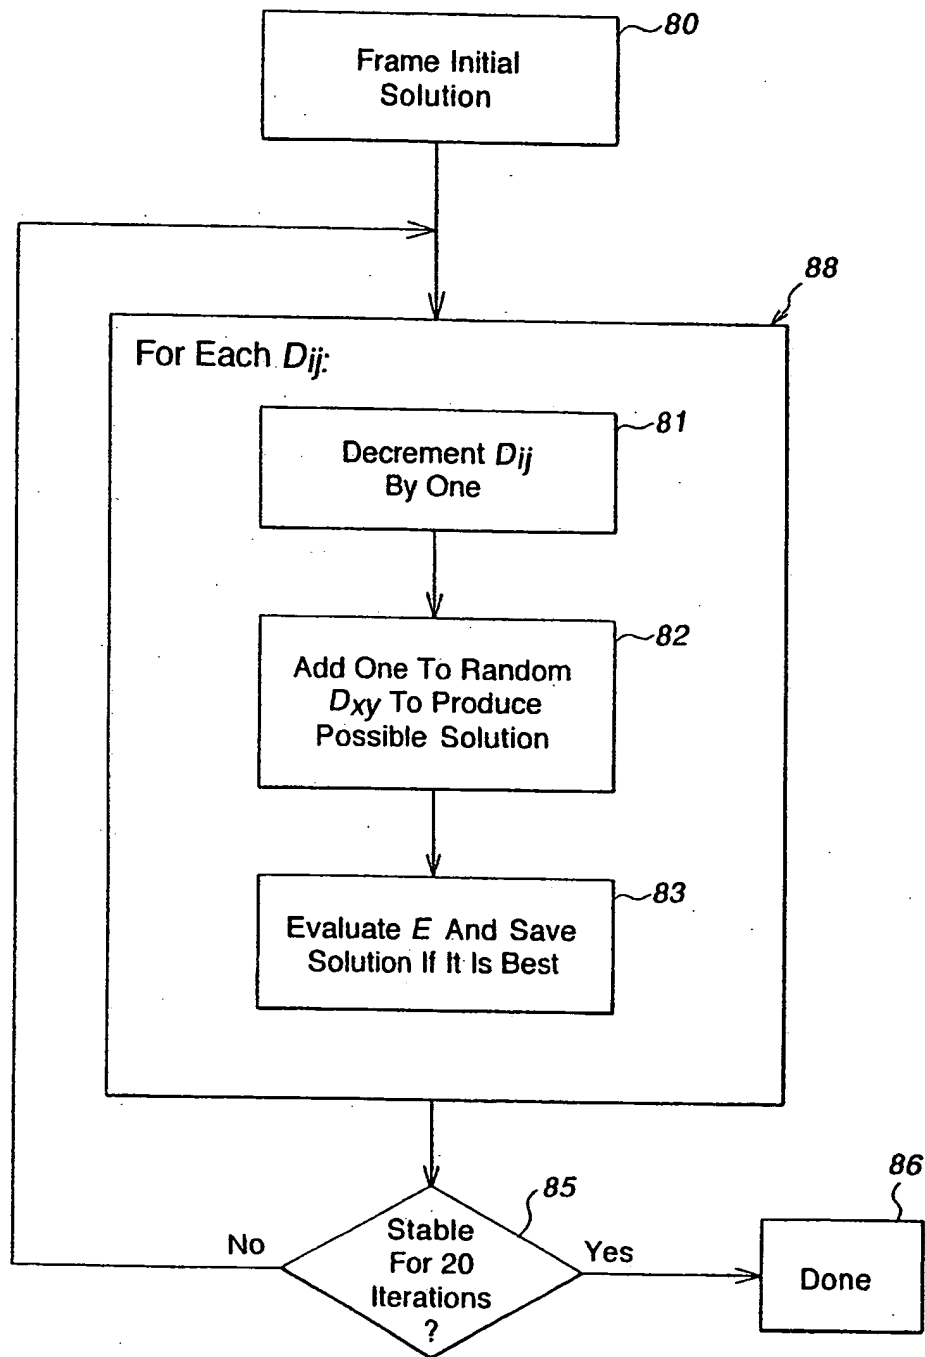 80
Frame Initial
Solution
88
For Each Dij:
81
Decrement Dij
By One
82
Add One To Random
Dxy To Produce
Possible Solution
83
Evaluate E And Save
Solution If It Is Best
85
86
Stable
For 20
Iterations
?
No
Yes
Done